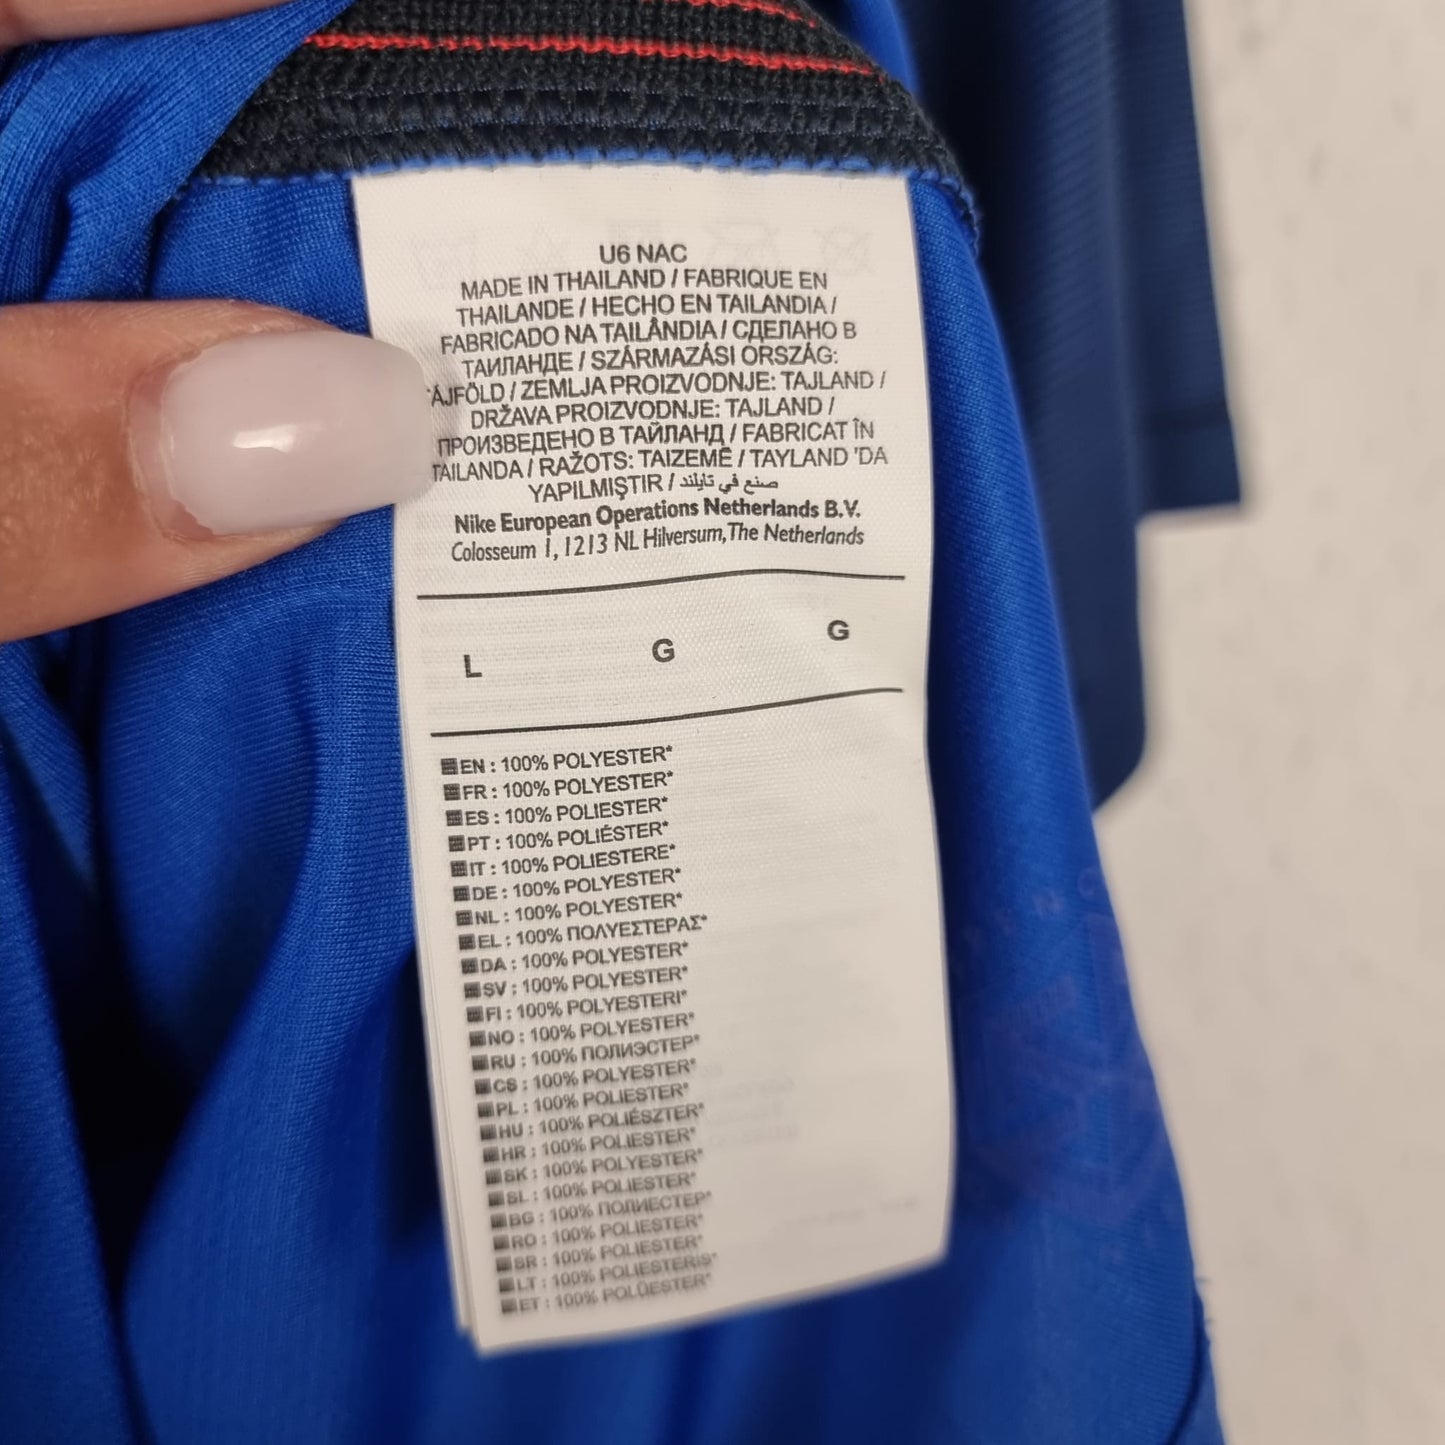 U6 NAC
MADE IN THAILAND / FABRIQUE EN
THAILANDE / HECHO EN TAILANDIA /
FABRICADO NA TAILÂNDIA / СДЕЛАНО В
ТАИЛАНДЕ / SZÁRMAZÁSI ORSZÁG:
ÁJFÖLD / ZEMLJA PROIZVODNJE: TAJLAND /
DRŽAVA PROIZVODNJE: TAJLAND /
ПРОИЗВЕДЕНО В ТАЙЛАНД / FABRICAT ÎN
TAILANDA / RAŽOTS: TAIZEMĒ / TAYLAND 'DA
YAPILMIŞTIR / صنع في تايلند
Nike European Operations Netherlands B.V.
Colosseum 1, 1213 NL Hilversum, The Netherlands
L G G
EN : 100% POLYESTER*
FR : 100% POLYESTER*
ES : 100% POLIESTER*
PT : 100% POLIÉSTER*
IT : 100% POLIESTERE*
DE : 100% POLYESTER*
NL : 100% POLYESTER*
EL : 100% ΠΟΛΥΕΣΤΕΡΑΣ*
DA : 100% POLYESTER*
SV : 100% POLYESTER*
FI : 100% POLYESTERI*
NO : 100% POLYESTER*
RU : 100% ПОЛИЭСТЕР*
CS : 100% POLYESTER*
PL : 100% POLIESTER*
HU : 100% POLIÉSZTER*
HR : 100% POLIESTER*
SK : 100% POLYESTER*
SL : 100% POLIESTER*
BG : 100% ПОЛИЕСТЕР*
RO : 100% POLIESTER*
SR : 100% POLIESTER*
LT : 100% POLIESTERIS*
ET : 100% POLÜESTER*